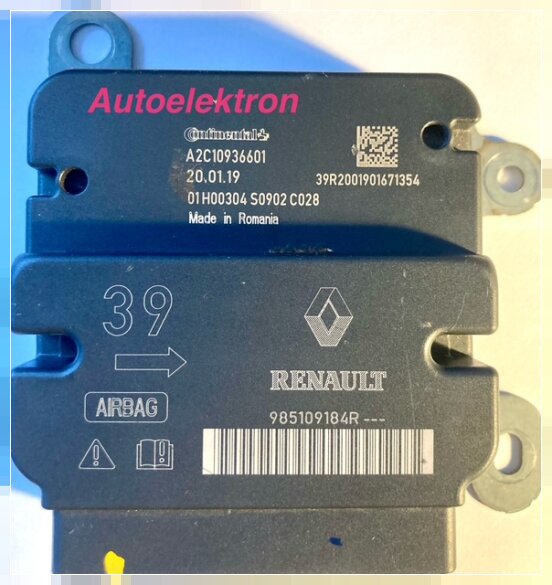 Autoelektron
Continental
A2C10936601
20.01.19
39R2001901671354
01H00304 S0902 C028
Made in Romania
39
RENAULT
AIRBAG
985109184R ---